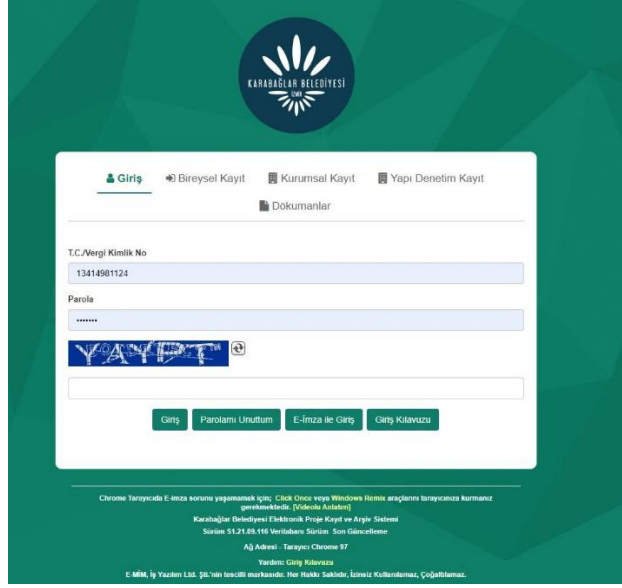 KARABAĞLAR BELEDİYESİ
İZMİR
Giriş Bireysel Kayıt Kurumsal Kayıt Yapı Denetim Kayıt
Dökumanlar
T.C./Vergi Kimlik No
13414981124
Parola
•••••••
Giriş Parolamı Unuttum E-İmza ile Giriş Giriş Kılavuzu
Chrome Tarayıcıda E-imza sorunu yaşamamak için; Click Once veya Windows Remix araçlarını tarayıcınıza kurmanız
gerekmektedir. [Videolu Anlatım]
Karabağlar Belediyesi Elektronik Proje Kayıt ve Arşiv Sistemi
Sürüm S1.21.09.116 Veritabanı Sürüm Son Güncelleme
Ağ Adresi - Tarayıcı Chrome 97
Yardım: Giriş Kılavuzu
E-MİM, İş Yazılım Ltd. Şti.'nin tescilli markasıdır. Her Hakkı Saklıdır, İzinsiz Kullanılamaz, Çoğaltılamaz.